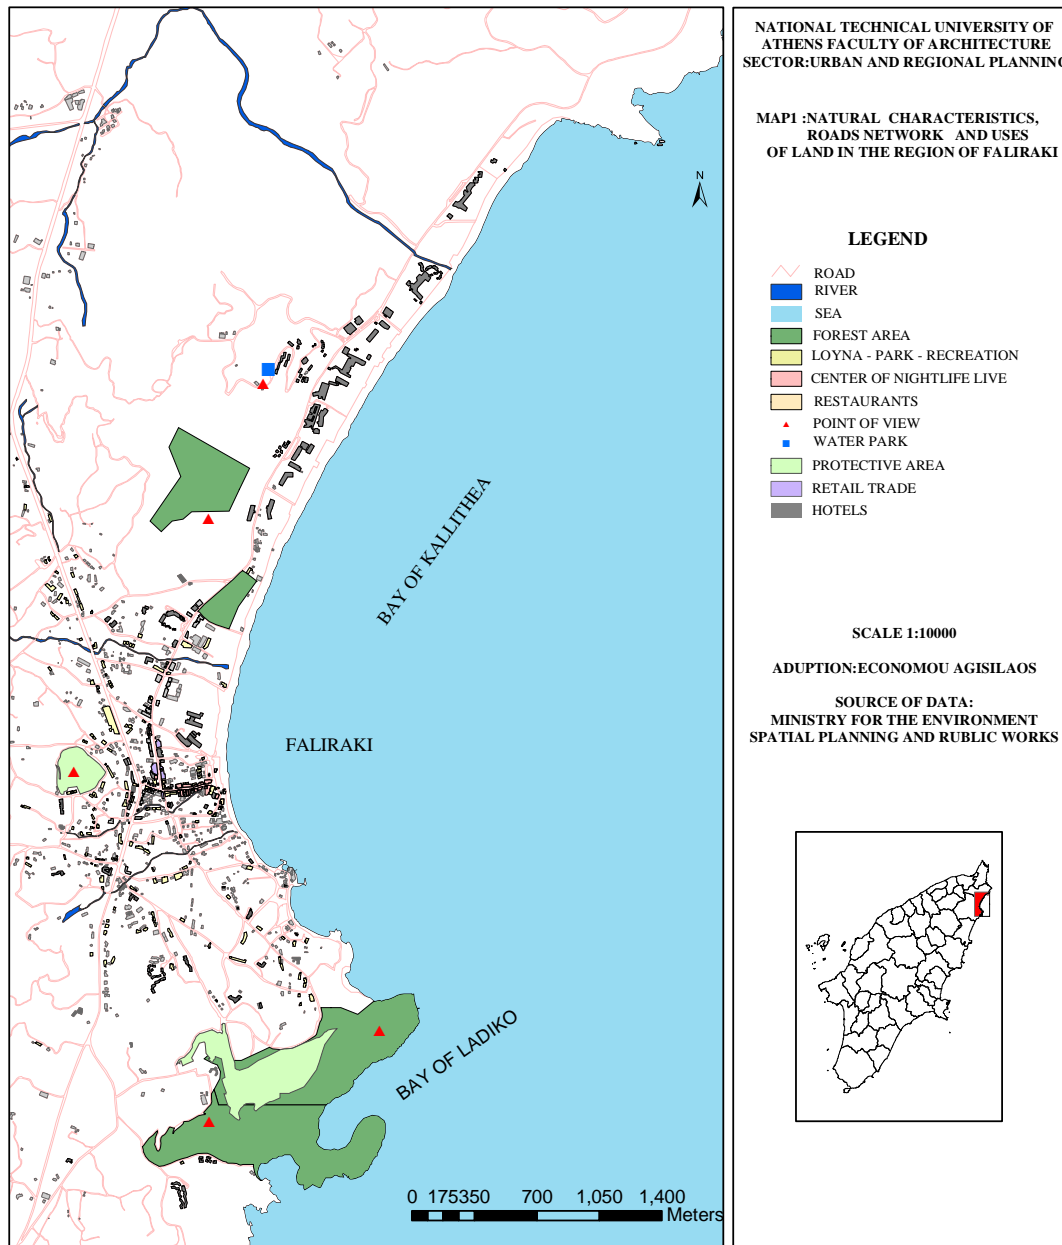 NATIONAL TECHNICAL UNIVERSITY OF
ATHENS FACULTY OF ARCHITECTURE
SECTOR:URBAN AND REGIONAL PLANNING
MAP1 :NATURAL CHARACTERISTICS,
ROADS NETWORK AND USES
OF LAND IN THE REGION OF FALIRAKI
N
LEGEND
ROAD
RIVER
SEA
FOREST AREA
LOYNA - PARK - RECREATION
CENTER OF NIGHTLIFE LIVE
RESTAURANTS
POINT OF VIEW
WATER PARK
PROTECTIVE AREA
RETAIL TRADE
HOTELS
BAY OF KALLITHEA
FALIRAKI
BAY OF LADIKO
SCALE 1:10000
ADUPTION:ECONOMOU AGISILAOS
SOURCE OF DATA:
MINISTRY FOR THE ENVIRONMENT
SPATIAL PLANNING AND RUBLIC WORKS
0 175350 700 1,050 1,400
Meters